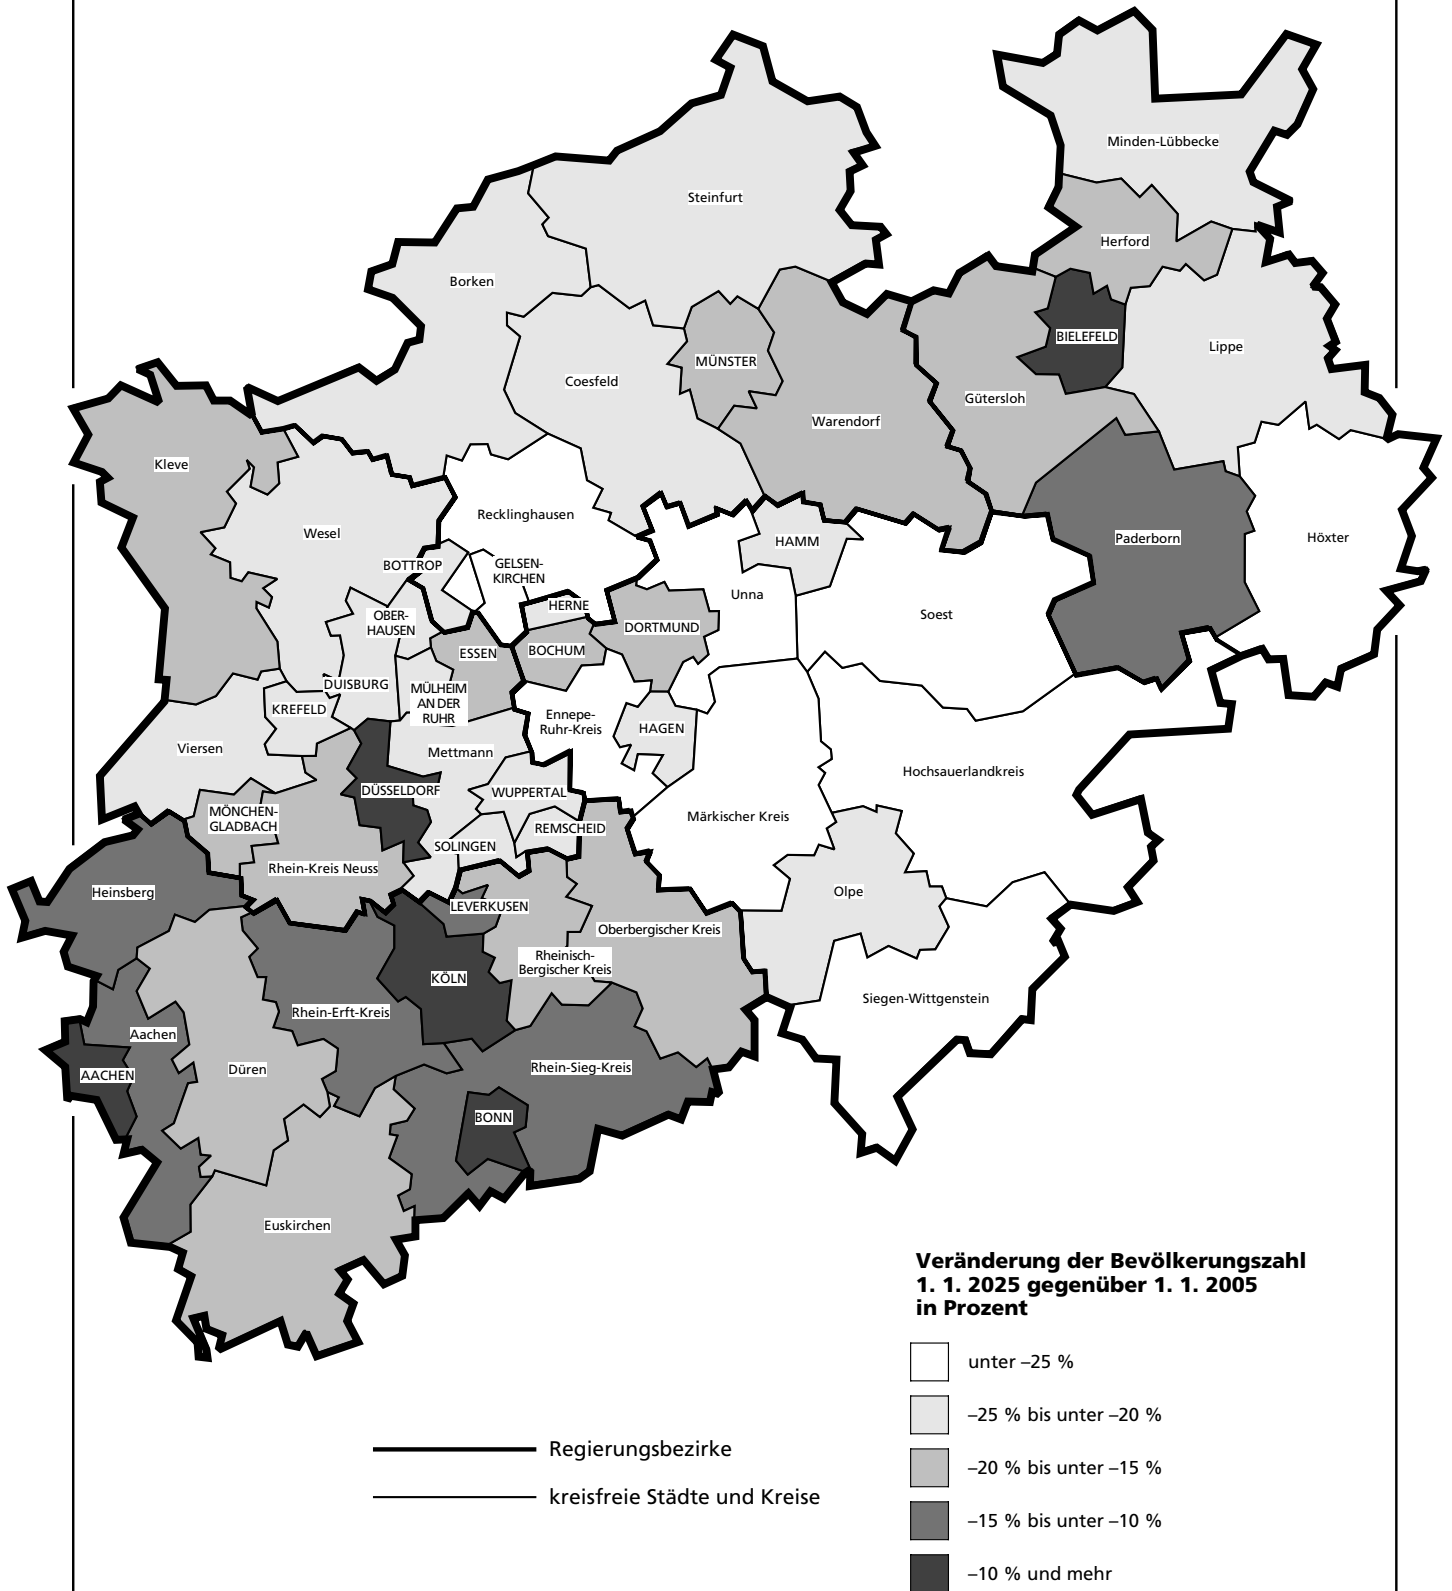 Minden-Lübbecke
Steinfurt
Herford
Borken
BIELEFELD
Lippe
MÜNSTER
Coesfeld
Gütersloh
Warendorf
Kleve
Recklinghausen
Wesel
HAMM
Paderborn
Höxter
BOTTROP
GELSEN-
KIRCHEN
Unna
HERNE
Soest
OBER-
HAUSEN
DORTMUND
ESSEN
BOCHUM
DUISBURG
MÜLHEIM
AN DER
RUHR
KREFELD
Ennepe-
Ruhr-Kreis
HAGEN
Viersen
Mettmann
Hochsauerlandkreis
DÜSSELDORF
WUPPERTAL
MÖNCHEN-
GLADBACH
Märkischer Kreis
REMSCHEID
SOLINGEN
Rhein-Kreis Neuss
Heinsberg
Olpe
LEVERKUSEN
Oberbergischer Kreis
Rheinisch-
Bergischer Kreis
KÖLN
Siegen-Wittgenstein
Rhein-Erft-Kreis
Aachen
Düren
Rhein-Sieg-Kreis
AACHEN
BONN
Euskirchen
Veränderung der Bevölkerungszahl
1. 1. 2025 gegenüber 1. 1. 2005
in Prozent
unter –25 %
–25 % bis unter –20 %
–20 % bis unter –15 %
–15 % bis unter –10 %
–10 % und mehr
Regierungsbezirke
kreisfreie Städte und Kreise